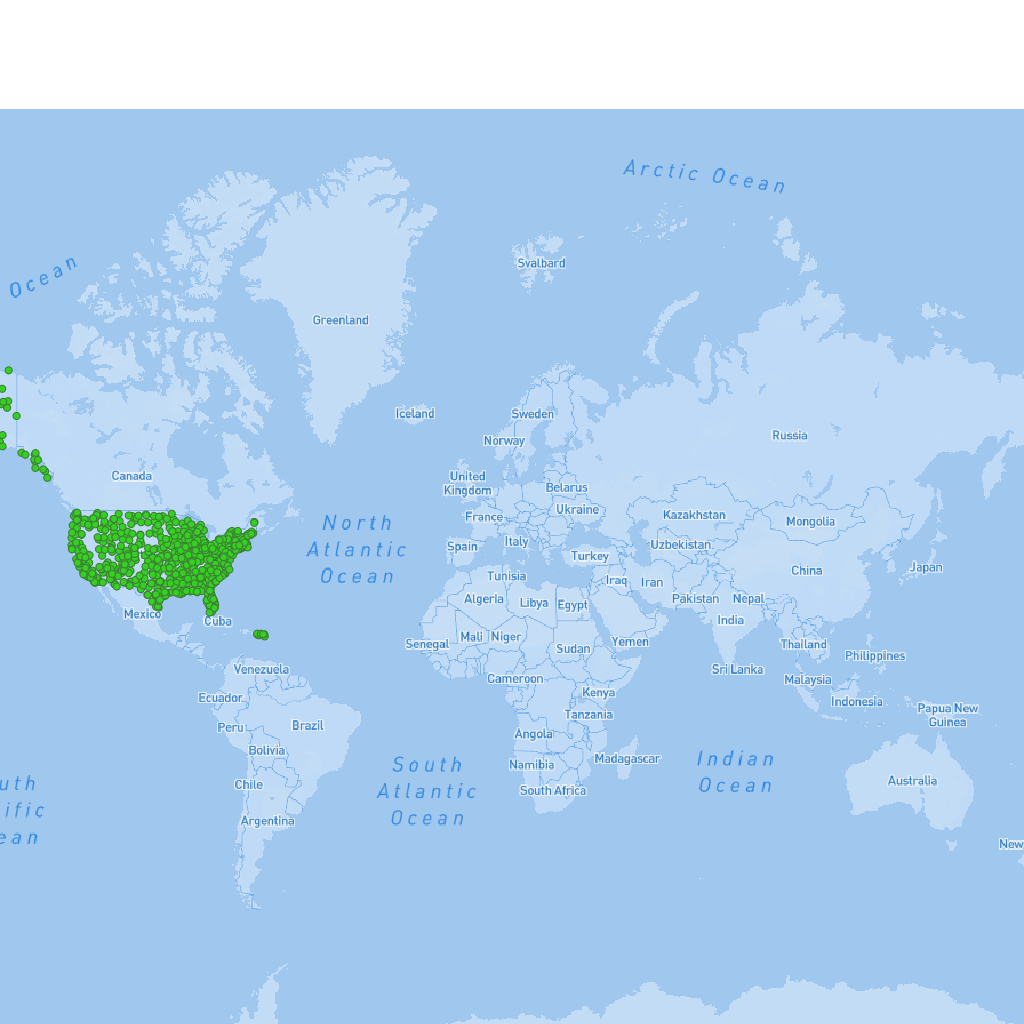 Arctic Ocean
Ocean
Svalbard
Greenland
Iceland
Sweden
Norway
Russia
Canada
United
Kingdom
Belarus
Ukraine
France
Kazakhstan
Mongolia
North
Atlantic
Ocean
Spain
Italy
Turkey
Uzbekistan
China
Japan
Tunisia
Iraq
Iran
Algeria
Libya
Egypt
Pakistan
Nepal
India
Mexico
Cuba
Senegal
Mali
Niger
Sudan
Yemen
Thailand
Philippines
Venezuela
Cameroon
Sri Lanka
Malaysia
Ecuador
Kenya
Indonesia
Papua New
Guinea
Peru
Brazil
Tanzania
Angola
Bolivia
Namibia
Madagascar
South
Atlantic
Ocean
Indian
Ocean
Chile
South Africa
Australia
Argentina
uth
ific
ean
New